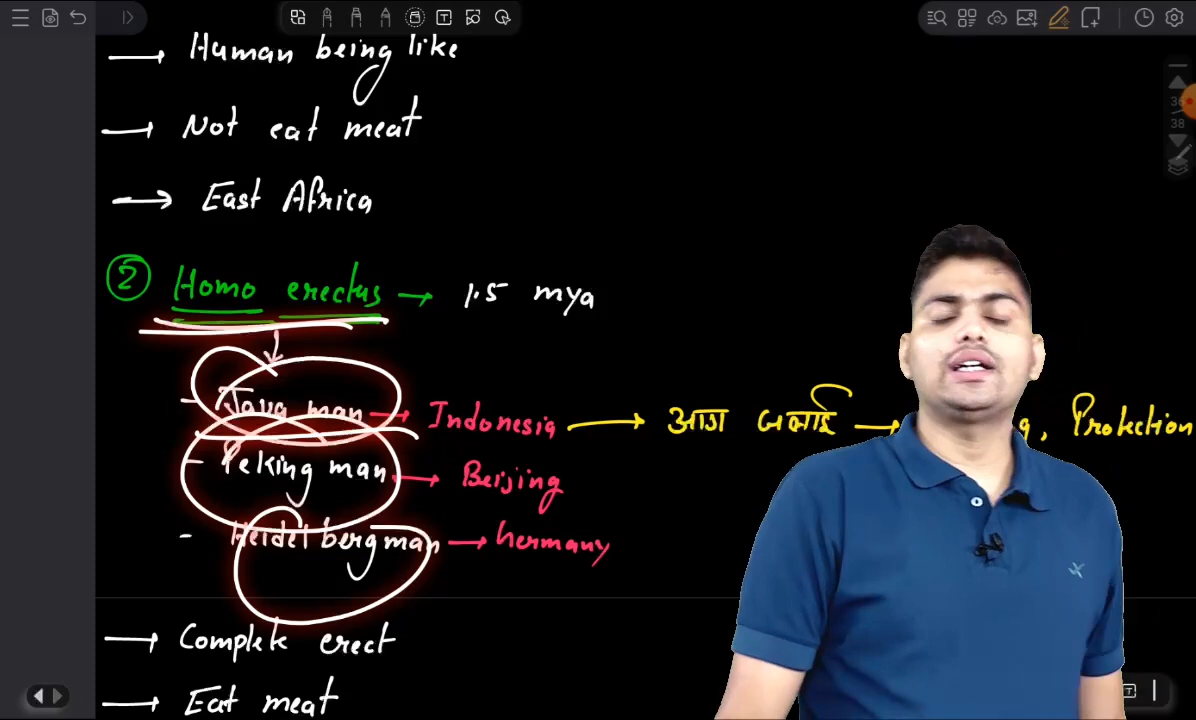 → Human being like
→ Not eat meat
→ East Africa
② Homo erectus → 1.5 mya
- Java man → Indonesia → आग जलाई → g, Protection
- Peking man → Beijing
- Heidelbergman → Germany
→ Complete erect
→ Eat meat
38